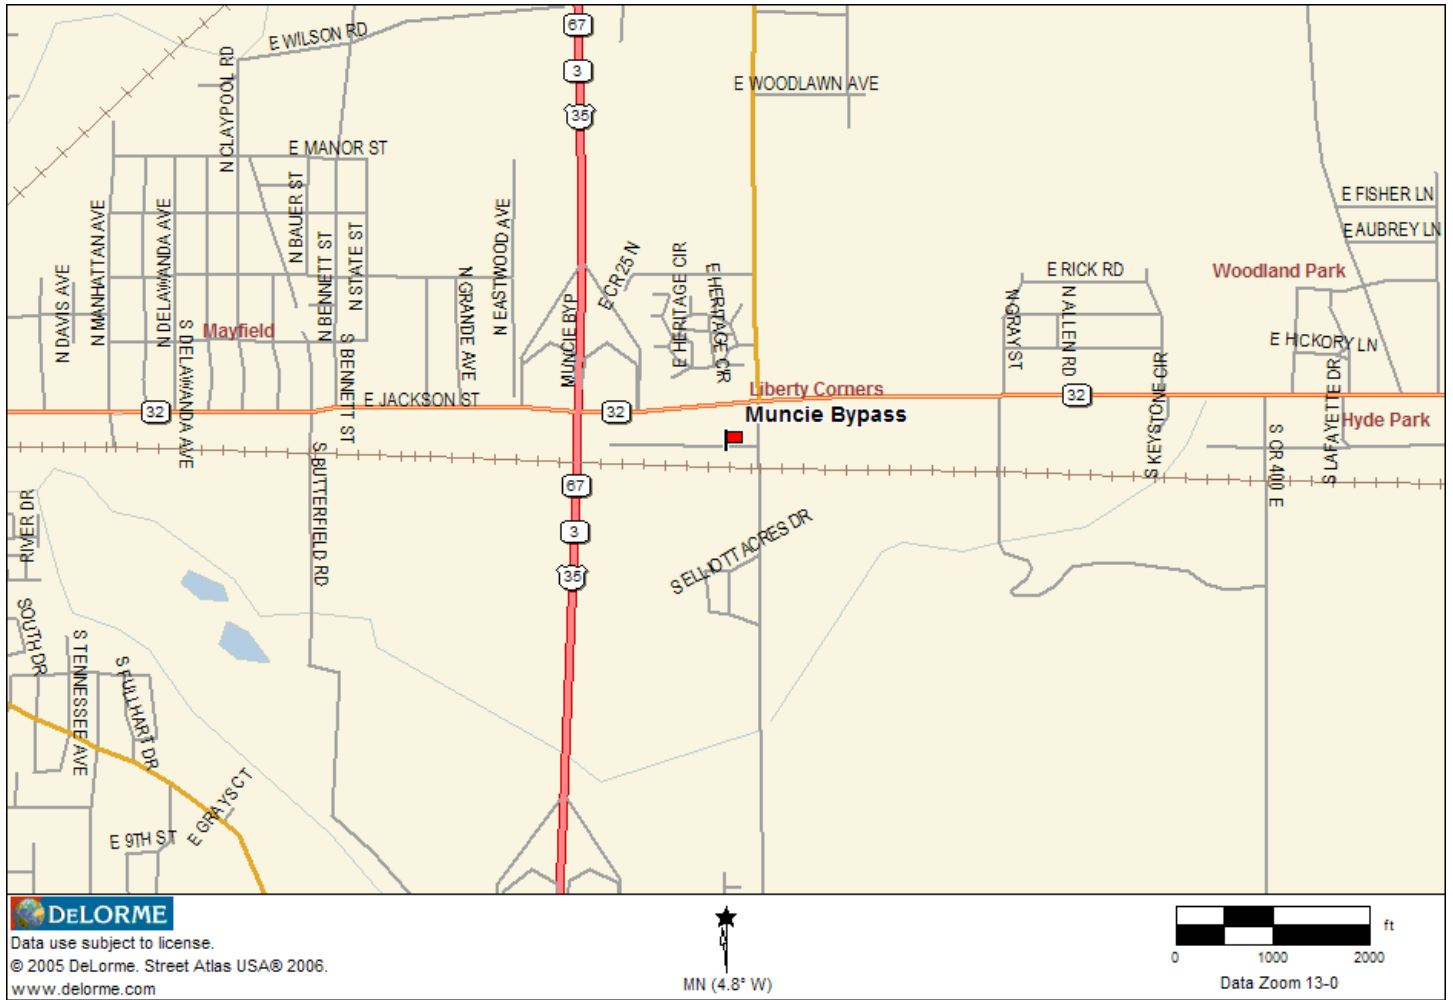 67
E WILSON RD
3
N CLAYPOOL RD
E WOODLAWN AVE
35
E MANOR ST
E FISHER LN
N BAUER ST
N MANHATTAN AVE
N DELAWANDA AVE
N STATE ST
N EASTWOOD AVE
E AUBREY LN
N BENNETT ST
E CR 25 N
E HERITAGE CIR
E HERITAGE CIR
E RICK RD
Woodland Park
N DAVIS AVE
N GRANDE AVE
MUNCIE BYP
N GRAY ST
N ALLEN RD
Mayfield
S DELAWANDA AVE
S BENNETT ST
E HICKORY LN
S KEYSTONE CIR
S LAFAYETTE DR
Liberty Corners
E JACKSON ST
32
32
32
Muncie Bypass
Hyde Park
S BUTTERFIELD RD
S CR 400 E
67
RIVER DR
3
S ELLIOTT ACRES DR
35
SOUTH DR
S TENNESSEE AVE
S FULLHART DR
E GRAYS CT
E 9TH ST
DELORME
Data use subject to license.
© 2005 DeLorme. Street Atlas USA® 2006.
www.delorme.com
MN (4.8° W)
ft
0 1000 2000
Data Zoom 13-0